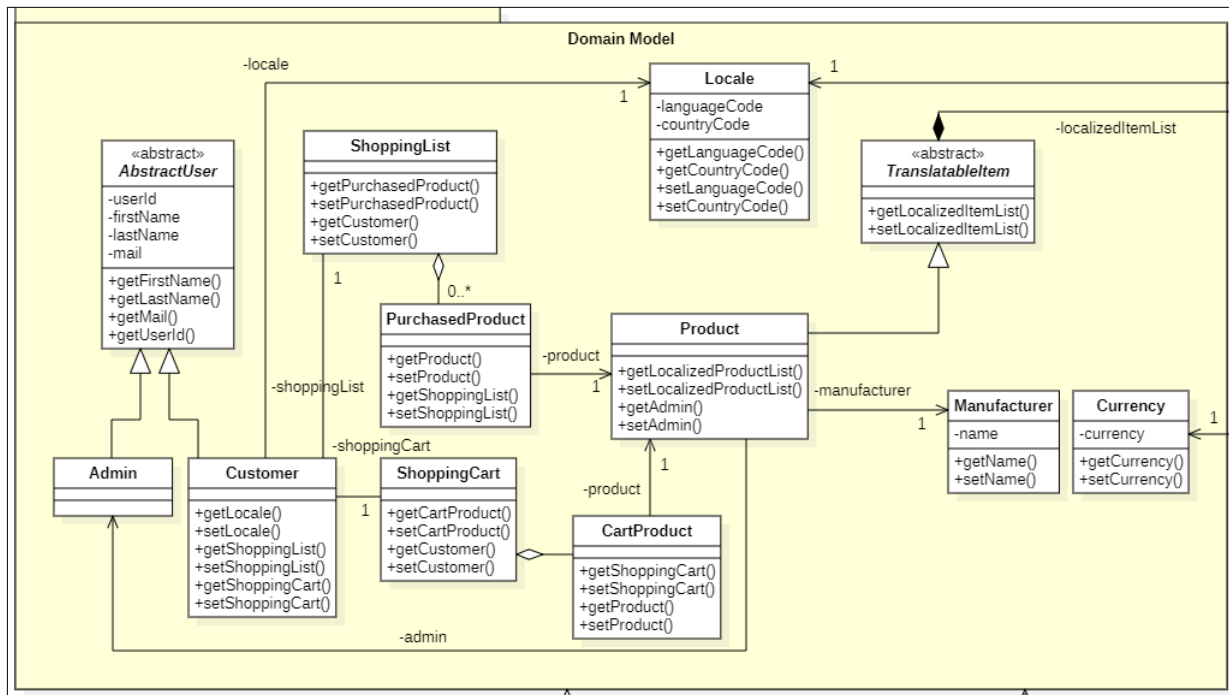 Domain Model
-locale
1
Locale
-languageCode
-countryCode
+getLanguageCode()
+getCountryCode()
+setLanguageCode()
+setCountryCode()
1
-localizedItemList
«abstract»
AbstractUser
-userId
-firstName
-lastName
-mail
+getFirstName()
+getLastName()
+getMail()
+getUserId()
ShoppingList
+getPurchasedProduct()
+setPurchasedProduct()
+getCustomer()
+setCustomer()
«abstract»
TranslatableItem
+getLocalizedItemList()
+setLocalizedItemList()
1
0..*
PurchasedProduct
+getProduct()
+setProduct()
+getShoppingList()
+setShoppingList()
-product
1
Product
+getLocalizedProductList()
+setLocalizedProductList()
+getAdmin()
+setAdmin()
-manufacturer
1
Manufacturer
-name
+getName()
+setName()
Currency
-currency
+getCurrency()
+setCurrency()
1
-shoppingList
-shoppingCart
1
Admin
Customer
+getLocale()
+setLocale()
+getShoppingList()
+setShoppingList()
+getShoppingCart()
+setShoppingCart()
1
ShoppingCart
+getCartProduct()
+setCartProduct()
+getCustomer()
+setCustomer()
-product
1
CartProduct
+getShoppingCart()
+setShoppingCart()
+getProduct()
+setProduct()
-admin